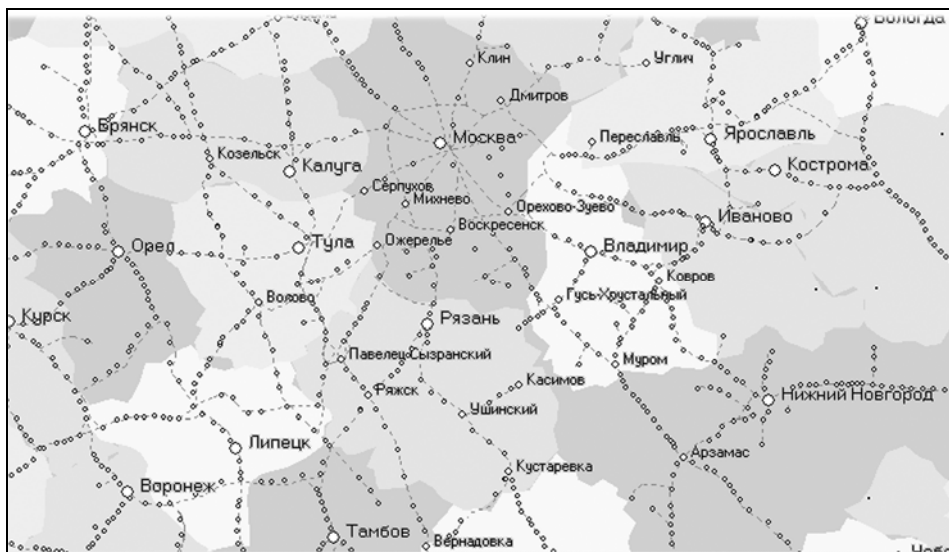 Вологда
Клин
Углич
Дмитров
Брянск
Москва
Переславль
Ярославль
Козельск
Калуга
Кострома
Серпухов
Михнево
Орехово-Зуево
Иваново
Воскресенск
Орел
Тула
Ожерелье
Владимир
Ковров
Волово
Гусь-Хрустальный
Курск
Рязань
Павелец-Сызранский
Муром
Ряжск
Касимов
Нижний Новгород
Ушинский
Липецк
Арзамас
Кустаревка
Воронеж
Тамбов
Вернадовка